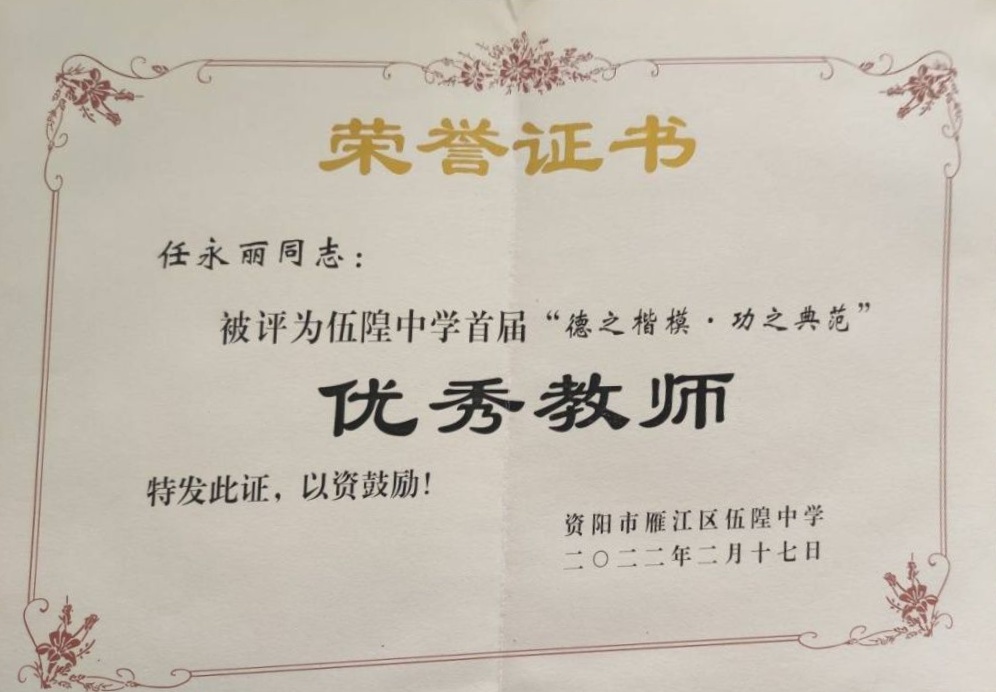 荣誉证书
任永丽同志：
被评为伍隍中学首届“德之楷模·功之典范”
优秀教师
特发此证，以资鼓励！
资阳市雁江区伍隍中学
二〇二二年二月十七日